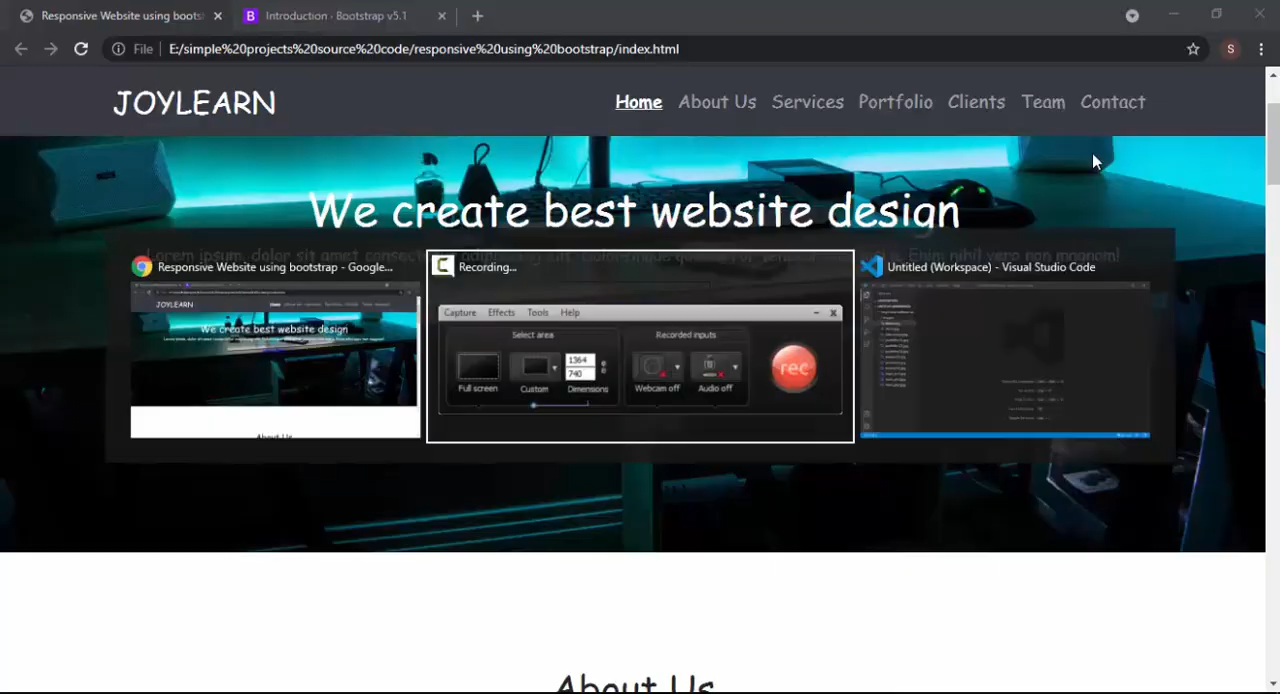 Responsive Website using boots
Introduction · Bootstrap v5.1
File
E:/simple%20projects%20source%20code/responsive%20using%20bootstrap/index.html
S
JOYLEARN
Home About Us Services Portfolio Clients Team Contact
We create best website design
Responsive Website using bootstrap - Google...
Recording...
Untitled (Workspace) - Visual Studio Code
JOYLEARN
We create best website design
About Us
Capture Effects Tools Help
Select area
Recorded inputs
1364
740
rec
Full screen
Custom
Dimensions
Webcam off
Audio off
About Us